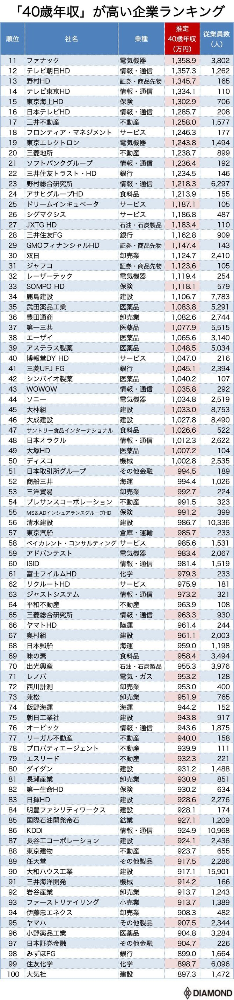 「40歳年収」が高い企業ランキング
順位 社名 業種 推定40歳年収(万円) 従業員数(人)
11 ファナック 電気機器 1,358.9 3,802
12 テレビ朝日HD 情報・通信 1,357.3 1,262
13 野村HD 証券・商品先物 1,345.7 165
14 テレビ東京HD 情報・通信 1,334.1 110
15 東京海上HD 保険 1,302.9 706
16 日本テレビHD 情報・通信 1,285.7 208
17 三井不動産 不動産 1,258.0 1,577
18 フロンティア・マネジメント サービス 1,246.3 177
19 東京エレクトロン 電気機器 1,243.8 1,494
20 三菱地所 不動産 1,238.7 899
21 ソフトバンクグループ 情報・通信 1,236.4 192
22 三井住友トラスト・HD 銀行 1,234.5 146
23 野村総合研究所 情報・通信 1,218.3 6,297
24 アサヒグループHD 食料品 1,213.9 155
25 ドリームインキュベータ サービス 1,187.1 105
26 シグマクシス サービス 1,186.8 487
27 JXTG HD 石油・石炭製品 1,183.4 110
28 三井住友FG 銀行 1,162.8 909
29 GMOフィナンシャルHD 証券・商品先物 1,147.4 143
30 双日 卸売業 1,124.7 2,410
31 ジャフコ 証券・商品先物 1,123.6 105
32 レーザーテック 電気機器 1,119.4 254
33 SOMPO HD 保険 1,118.1 579
34 鹿島建設 建設 1,106.7 7,783
35 武田薬品工業 医薬品 1,083.8 5,291
36 豊田通商 卸売業 1,082.6 2,744
37 第一三共 医薬品 1,077.9 5,515
38 エーザイ 医薬品 1,065.6 3,140
39 アステラス製薬 医薬品 1,048.5 5,034
40 博報堂DY HD サービス 1,047.0 216
41 三菱UFJ FG 銀行 1,045.1 2,394
42 シンバイオ製薬 医薬品 1,040.2 107
43 WOWOW 情報・通信 1,035.8 292
44 ソニー 電気機器 1,034.8 2,519
45 大林組 建設 1,033.0 8,753
46 大成建設 建設 1,027.8 8,490
47 サントリー食品インターナショナル 食料品 1,026.6 522
48 日本オラクル 情報・通信 1,012.3 2,622
49 大塚HD 医薬品 1,007.2 104
50 ディスコ 機械 1,002.8 2,535
51 日本取引所グループ その他金融 994.5 189
52 商船三井 海運 994.4 1,026
53 三洋貿易 卸売業 992.7 224
54 プレサンスコーポレーション 不動産 991.5 323
55 MS&ADインシュアランスグループHD 保険 991.2 399
56 清水建設 建設 986.7 10,336
57 東京汽船 倉庫・運輸 985.7 233
58 ベイカレント・コンサルティング サービス 985.6 1,531
59 アドバンテスト 電気機器 983.4 2,067
60 ISID 情報・通信 981.4 1,519
61 富士フイルムHD 化学 979.3 233
62 リクルートHD サービス 975.9 181
63 ジャストシステム 情報・通信 973.2 321
64 平和不動産 不動産 963.9 108
65 三菱総合研究所 情報・通信 963.3 930
66 ヤマトHD 陸運 961.4 244
67 奥村組 建設 961.1 2,003
68 日本郵船 海運 959.0 1,198
69 味の素 食料品 958.4 3,494
70 出光興産 石油・石炭製品 955.3 3,976
71 レノバ 電気・ガス 953.2 128
72 西川計測 卸売業 953.0 400
73 兼松 卸売業 951.9 765
74 飯野海運 海運 944.2 152
75 朝日工業社 建設 943.8 917
76 オービック 情報・通信 943.6 1,875
77 リーガル不動産 不動産 940.0 158
78 プロパティエージェント 不動産 939.9 111
79 エスリード 不動産 932.3 221
80 ダイダン 建設 931.2 1,488
81 長瀬産業 卸売業 930.9 851
82 第一生命HD 保険 930.2 634
83 日揮HD 建設 928.6 2,276
84 明豊ファシリティワークス 建設 928.1 174
85 国際石油開発帝石 鉱業 927.1 1,209
86 KDDI 情報・通信 924.9 10,968
87 長谷工コーポレーション 建設 924.1 2,436
88 東京建物 不動産 923.7 655
89 任天堂 その他製品 917.5 2,286
90 大和ハウス工業 建設 917.1 15,901
91 三井海洋開発 機械 914.2 166
92 岩谷産業 卸売業 913.7 1,243
93 ファーストリテイリング 小売業 913.7 1,389
94 伊藤忠エネクス 卸売業 908.3 482
95 ヤマハ その他製品 907.5 2,344
96 小野薬品工業 医薬品 904.8 3,284
97 日本証券金融 その他金融 904.7 226
98 みずほFG 銀行 899.0 1,664
99 住友化学 化学 898.7 6,096
100 大気社 建設 897.3 1,472
DIAMOND